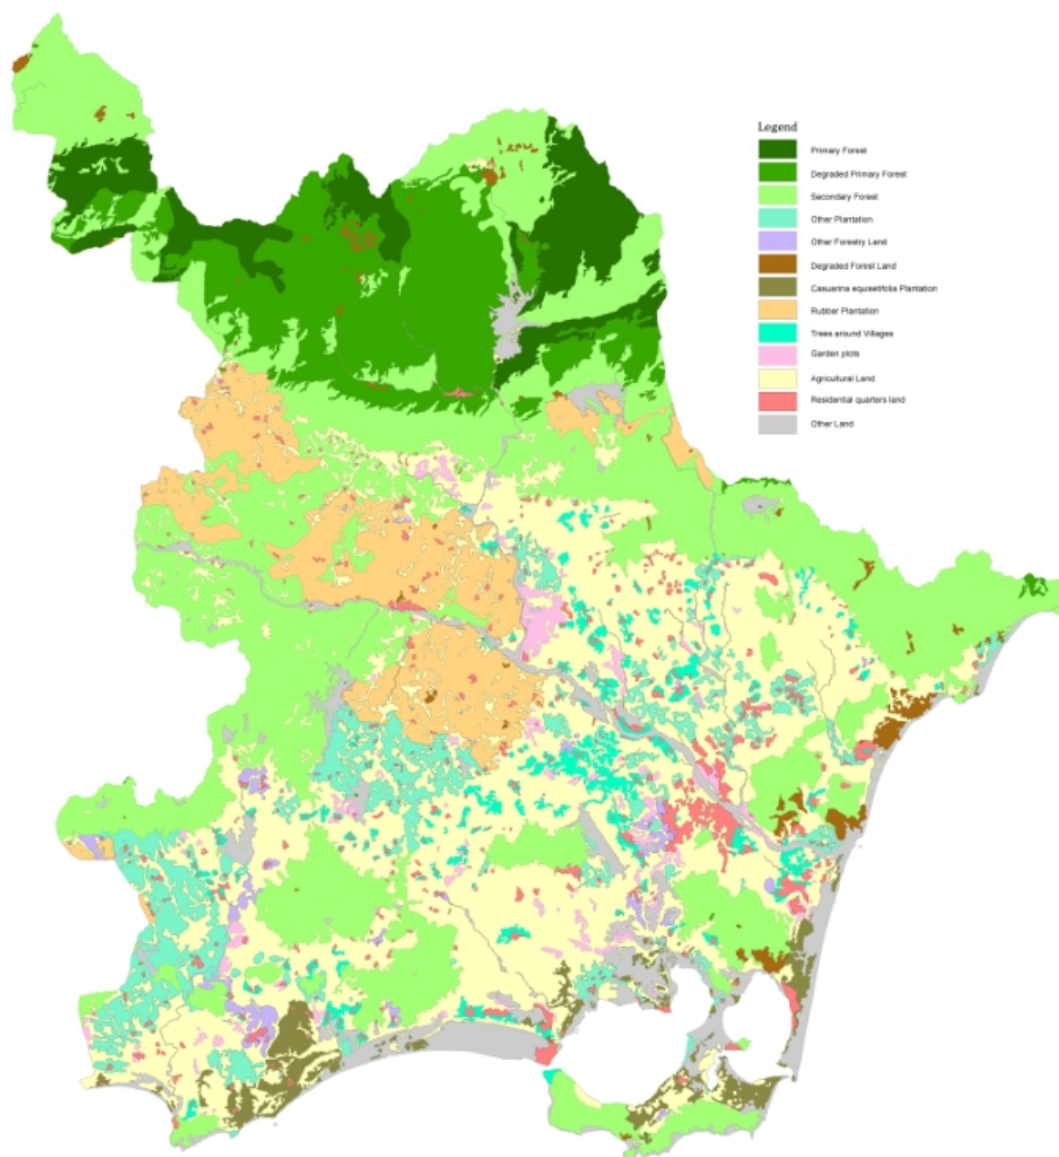 Legend
Primary Forest
Degraded Primary Forest
Secondary Forest
Other Plantation
Other Forestry Land
Degraded Forest Land
Casuarina equisetifolia Plantation
Rubber Plantation
Trees around Villages
Garden plots
Agricultural Land
Residential quarters land
Other Land